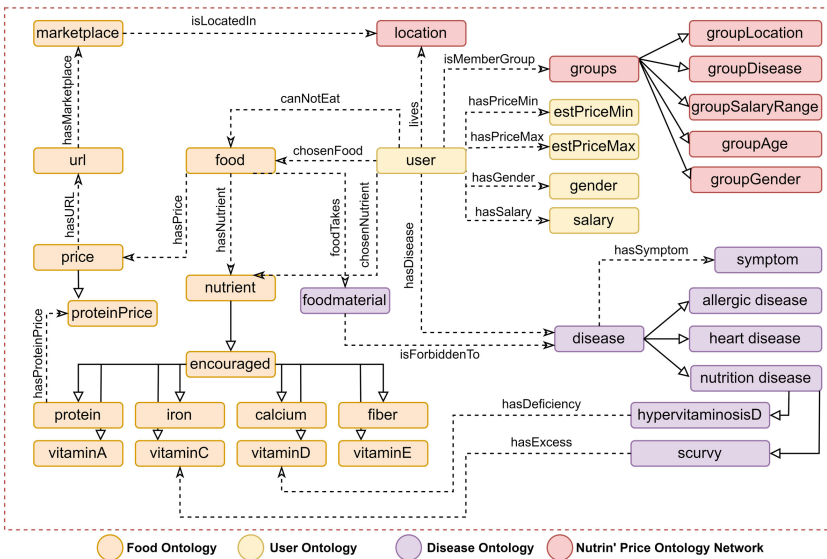 marketplace
isLocatedIn
location
groupLocation
isMemberGroup
groups
groupDisease
hasMarketplace
canNotEat
lives
hasPriceMin
estPriceMin
groupSalaryRange
hasPriceMax
estPriceMax
groupAge
url
food
chosenFood
user
hasGender
gender
groupGender
hasURL
hasPrice
hasNutrient
foodTakes
chosenNutrient
hasDisease
hasSalary
salary
price
hasSymptom
symptom
nutrient
foodmaterial
allergic disease
proteinPrice
disease
heart disease
hasProteinPrice
isForbiddenTo
encouraged
nutrition disease
protein
iron
calcium
fiber
hasDeficiency
hypervitaminosisD
vitaminA
vitaminC
vitaminD
vitaminE
hasExcess
scurvy
Food Ontology
User Ontology
Disease Ontology
Nutrin' Price Ontology Network